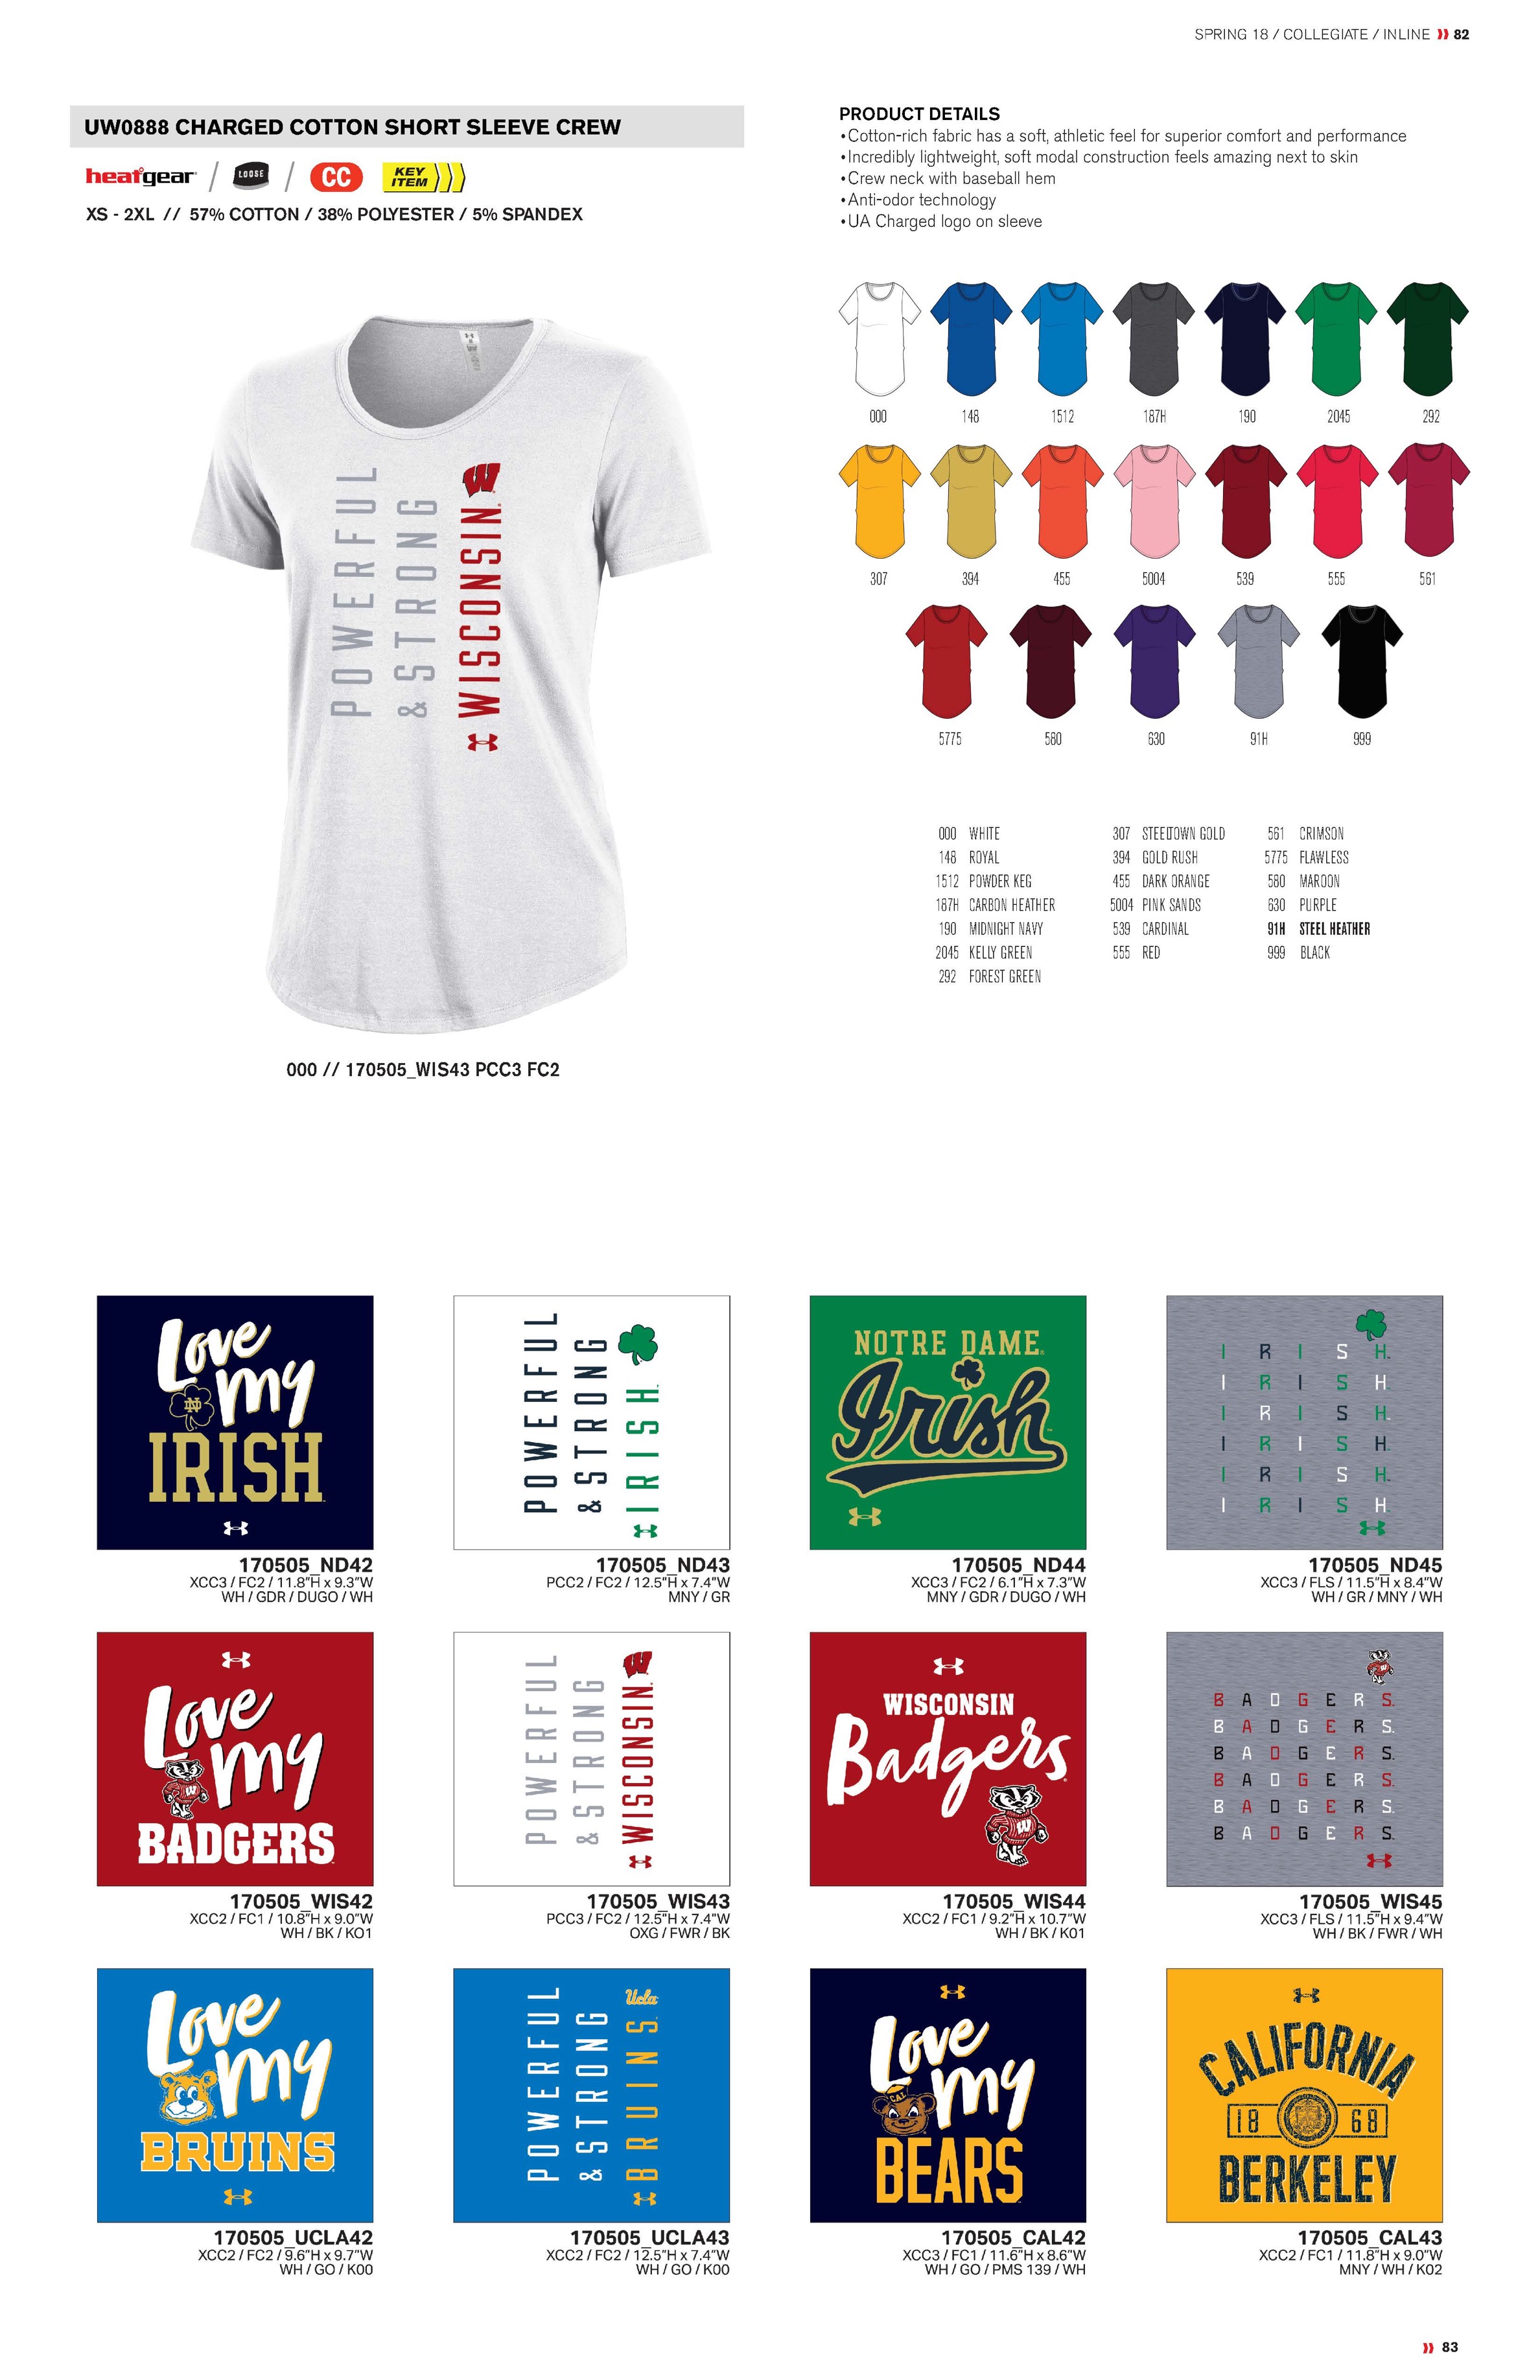 SPRING 18 / COLLEGIATE / INLINE 82
UW0888 CHARGED COTTON SHORT SLEEVE CREW
heatgear / LOOSE / CC KEY ITEM
XS - 2XL // 57% COTTON / 38% POLYESTER / 5% SPANDEX
PRODUCT DETAILS
•Cotton-rich fabric has a soft, athletic feel for superior comfort and performance
•Incredibly lightweight, soft modal construction feels amazing next to skin
•Crew neck with baseball hem
•Anti-odor technology
•UA Charged logo on sleeve
POWERFUL
& STRONG
WISCONSIN.
W
000 // 170505_WIS43 PCC3 FC2
000 148 1512 187H 190 2045 292
307 394 455 5004 539 555 561
5775 580 630 91H 999
000 WHITE
148 ROYAL
1512 POWDER KEG
187H CARBON HEATHER
190 MIDNIGHT NAVY
2045 KELLY GREEN
292 FOREST GREEN
307 STEELTOWN GOLD
394 GOLD RUSH
455 DARK ORANGE
5004 PINK SANDS
539 CARDINAL
555 RED
561 CRIMSON
5775 FLAWLESS
580 MAROON
630 PURPLE
91H STEEL HEATHER
999 BLACK
Love
my
ND
IRISH
170505_ND42
XCC3 / FC2 / 11.8"H x 9.3"W
WH / GDR / DUGO / WH
POWERFUL
& STRONG
IRISH
170505_ND43
PCC2 / FC2 / 12.5"H x 7.4"W
MNY / GR
NOTRE DAME
Irish
170505_ND44
XCC3 / FC2 / 6.1"H x 7.3"W
MNY / GDR / DUGO / WH
I R I S H
I R I S H
I R I S H
I R I S H
I R I S H
I R I S H
170505_ND45
XCC3 / FLS / 11.5"H x 8.4"W
WH / GR / MNY / WH
Love
my
W
BADGERS
170505_WIS42
XCC2 / FC1 / 10.8"H x 9.0"W
WH / BK / KO1
POWERFUL
& STRONG
WISCONSIN.
W
170505_WIS43
PCC3 / FC2 / 12.5"H x 7.4"W
OXG / FWR / BK
WISCONSIN
Badgers
W
170505_WIS44
XCC2 / FC1 / 9.2"H x 10.7"W
WH / BK / K01
B A D G E R S.
B A D G E R S.
B A D G E R S.
B A D G E R S.
B A D G E R S.
B A D G E R S.
170505_WIS45
XCC3 / FLS / 11.5"H x 9.4"W
WH / BK / FWR / WH
Love
my
BRUINS
170505_UCLA42
XCC2 / FC2 / 9.6"H x 9.7"W
WH / GO / K00
POWERFUL
& STRONG
BRUINS.
Ucla
170505_UCLA43
XCC2 / FC2 / 12.5"H x 7.4"W
WH / GO / K00
Love
my
CAL
BEARS
170505_CAL42
XCC3 / FC1 / 11.6"H x 8.6"W
WH / GO / PMS 139 / WH
CALIFORNIA
18 68
BERKELEY
170505_CAL43
XCC2 / FC1 / 11.8"H x 9.0"W
MNY / WH / K02
83